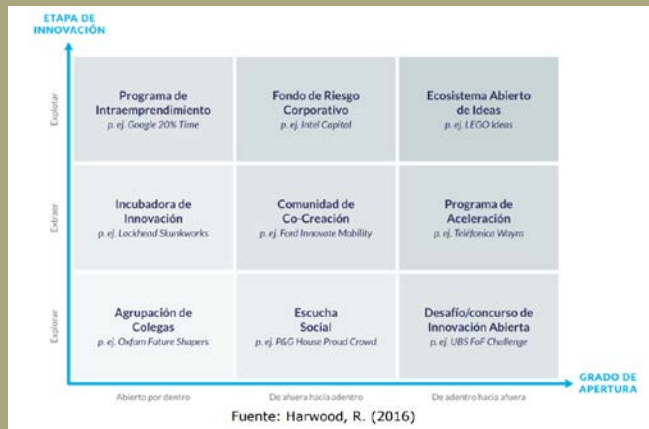 ETAPA DE
INNOVACIÓN
Explotar
Programa de
Intraemprendimiento
p. ej. Google 20% Time
Fondo de Riesgo
Corporativo
p. ej. Intel Capital
Ecosistema Abierto
de Ideas
p. ej. LEGO Ideas
Extraer
Incubadora de
Innovación
p. ej. Lockhead Skunkworks
Comunidad de
Co-Creación
p. ej. Ford Innovate Mobility
Programa de
Aceleración
p. ej. Teléfonica Wayra
Explorar
Agrupación de
Colegas
p. ej. Oxfam Future Shapers
Escucha
Social
p. ej. P&G House Proud Crowd
Desafío/concurso de
Innovación Abierta
p. ej. UBS FoF Challenge
GRADO DE
APERTURA
Abierto por dentro
De afuera hacia adentro
De adentro hacia afuera
Fuente: Harwood, R. (2016)